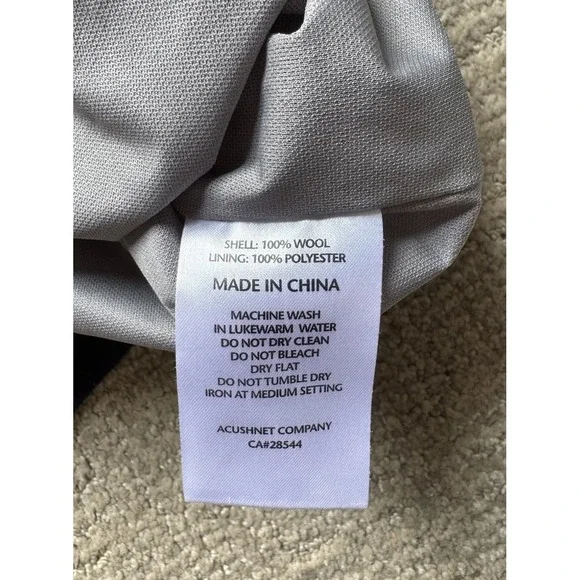 SHELL: 100% WOOL
LINING: 100% POLYESTER
MADE IN CHINA
MACHINE WASH
IN LUKEWARM WATER
DO NOT DRY CLEAN
DO NOT BLEACH
DRY FLAT
DO NOT TUMBLE DRY
IRON AT MEDIUM SETTING
ACUSHNET COMPANY
CA#28544